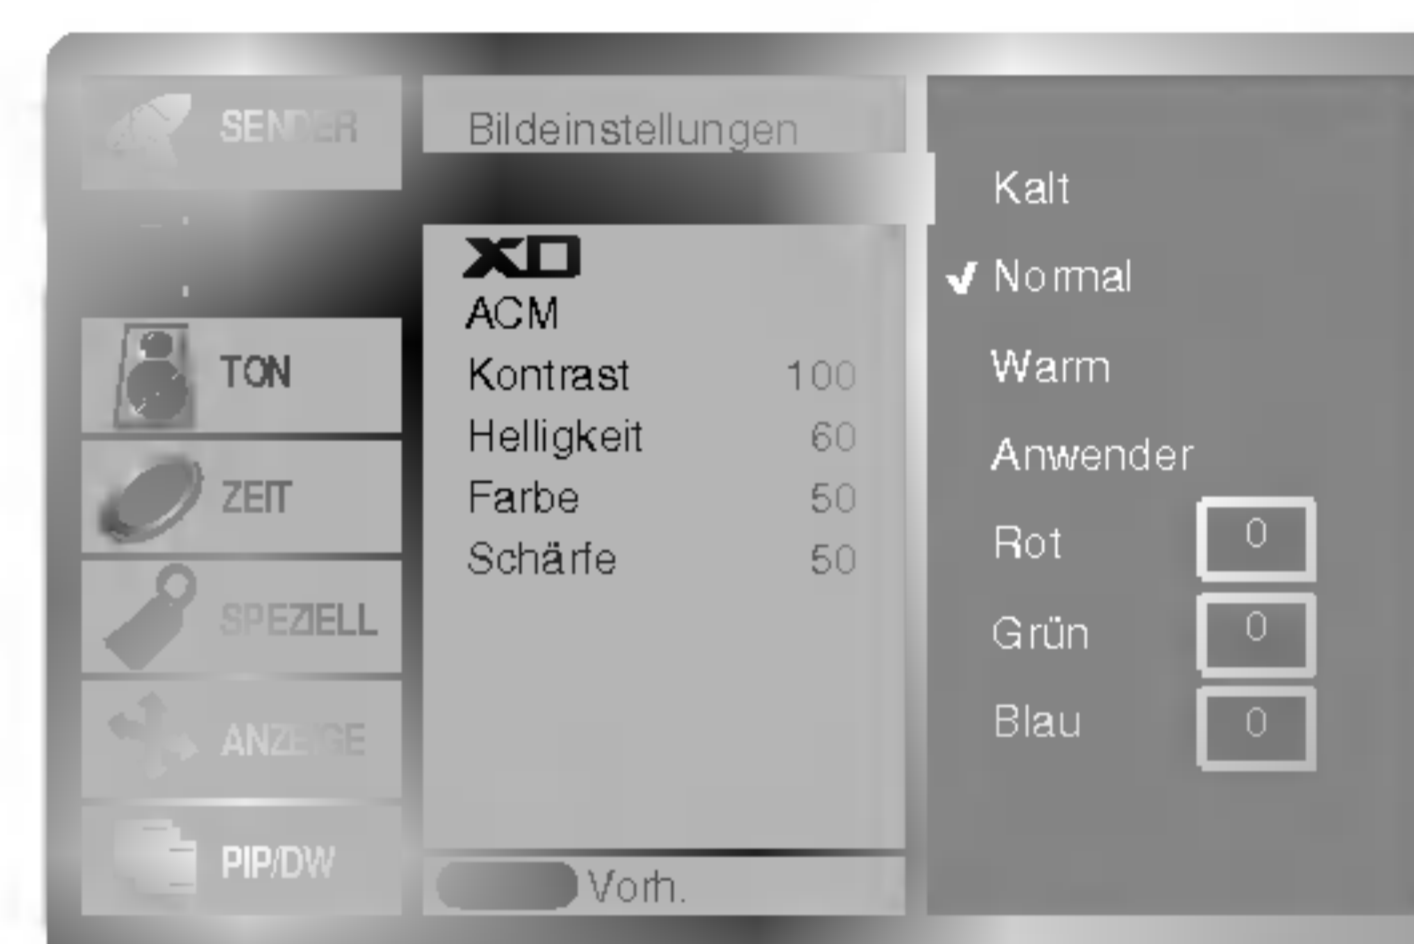 SENDER
TON
ZEIT
SPEZIELL
ANZEIGE
PIP/DW
Bildeinstellungen
XD
ACM
Kontrast 100
Helligkeit 60
Farbe 50
Schärfe 50
Vorh.
Kalt
✔ Normal
Warm
Anwender
Rot 0
Grün 0
Blau 0